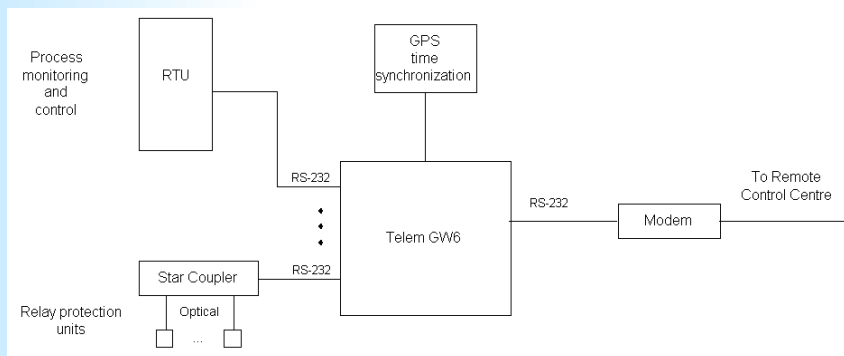 Process
monitoring
and
control
RTU
GPS
time
synchronization
RS-232
Telem GW6
RS-232
Modem
To Remote
Control Centre
RS-232
Star Coupler
Optical
...
Relay protection
units